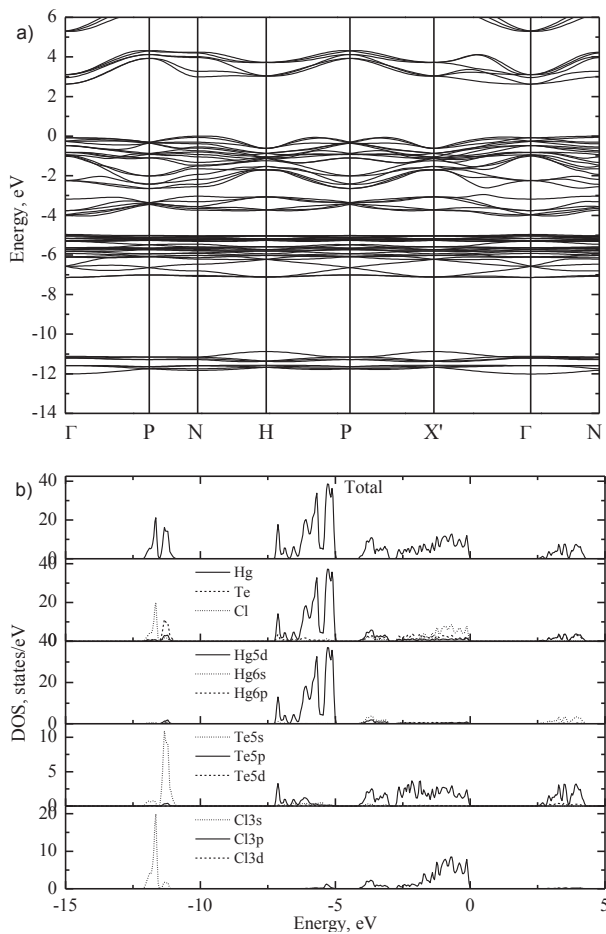 a)
Energy, eV
6
4
2
0
-2
-4
-6
-8
-10
-12
-14
Γ P N H P X' Γ N
b)
DOS, states/eV
Total
40
20
0
Hg
Te
Cl
40
20
0
Hg5d
Hg6s
Hg6p
40
20
0
Te5s
Te5p
Te5d
10
5
0
Cl3s
Cl3p
Cl3d
20
10
0
-15 -10 -5 0 5
Energy, eV